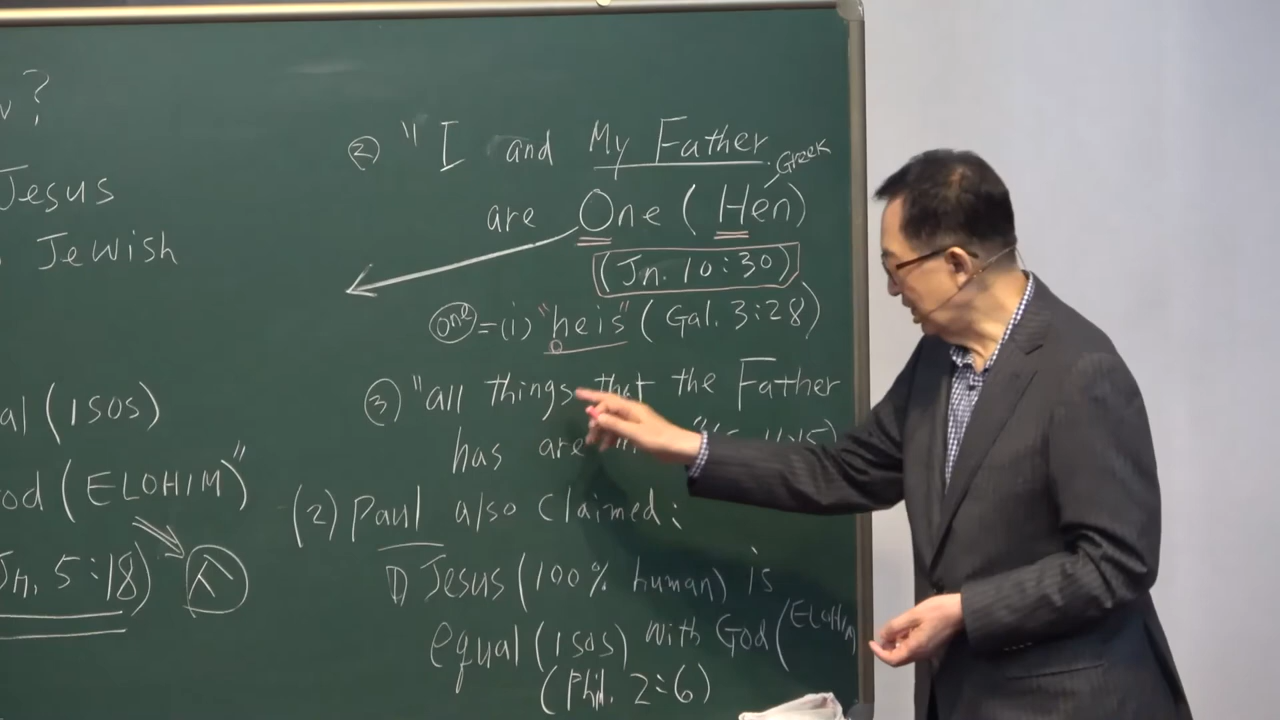 w?
Jesus
Jewish
al (ISOS)
od (ELOHIM)"
Jn. 5:18)
② "I and My Father
Greek
are One (Hen)
(Jn. 10:30)
one = (i) "heis" (Gal. 3:28)
③ "all things that the Father
has are
(2) Paul also claimed:
① Jesus (100% human) is
equal (ISOS) with God (ELOHIM)
(Phil. 2:6)